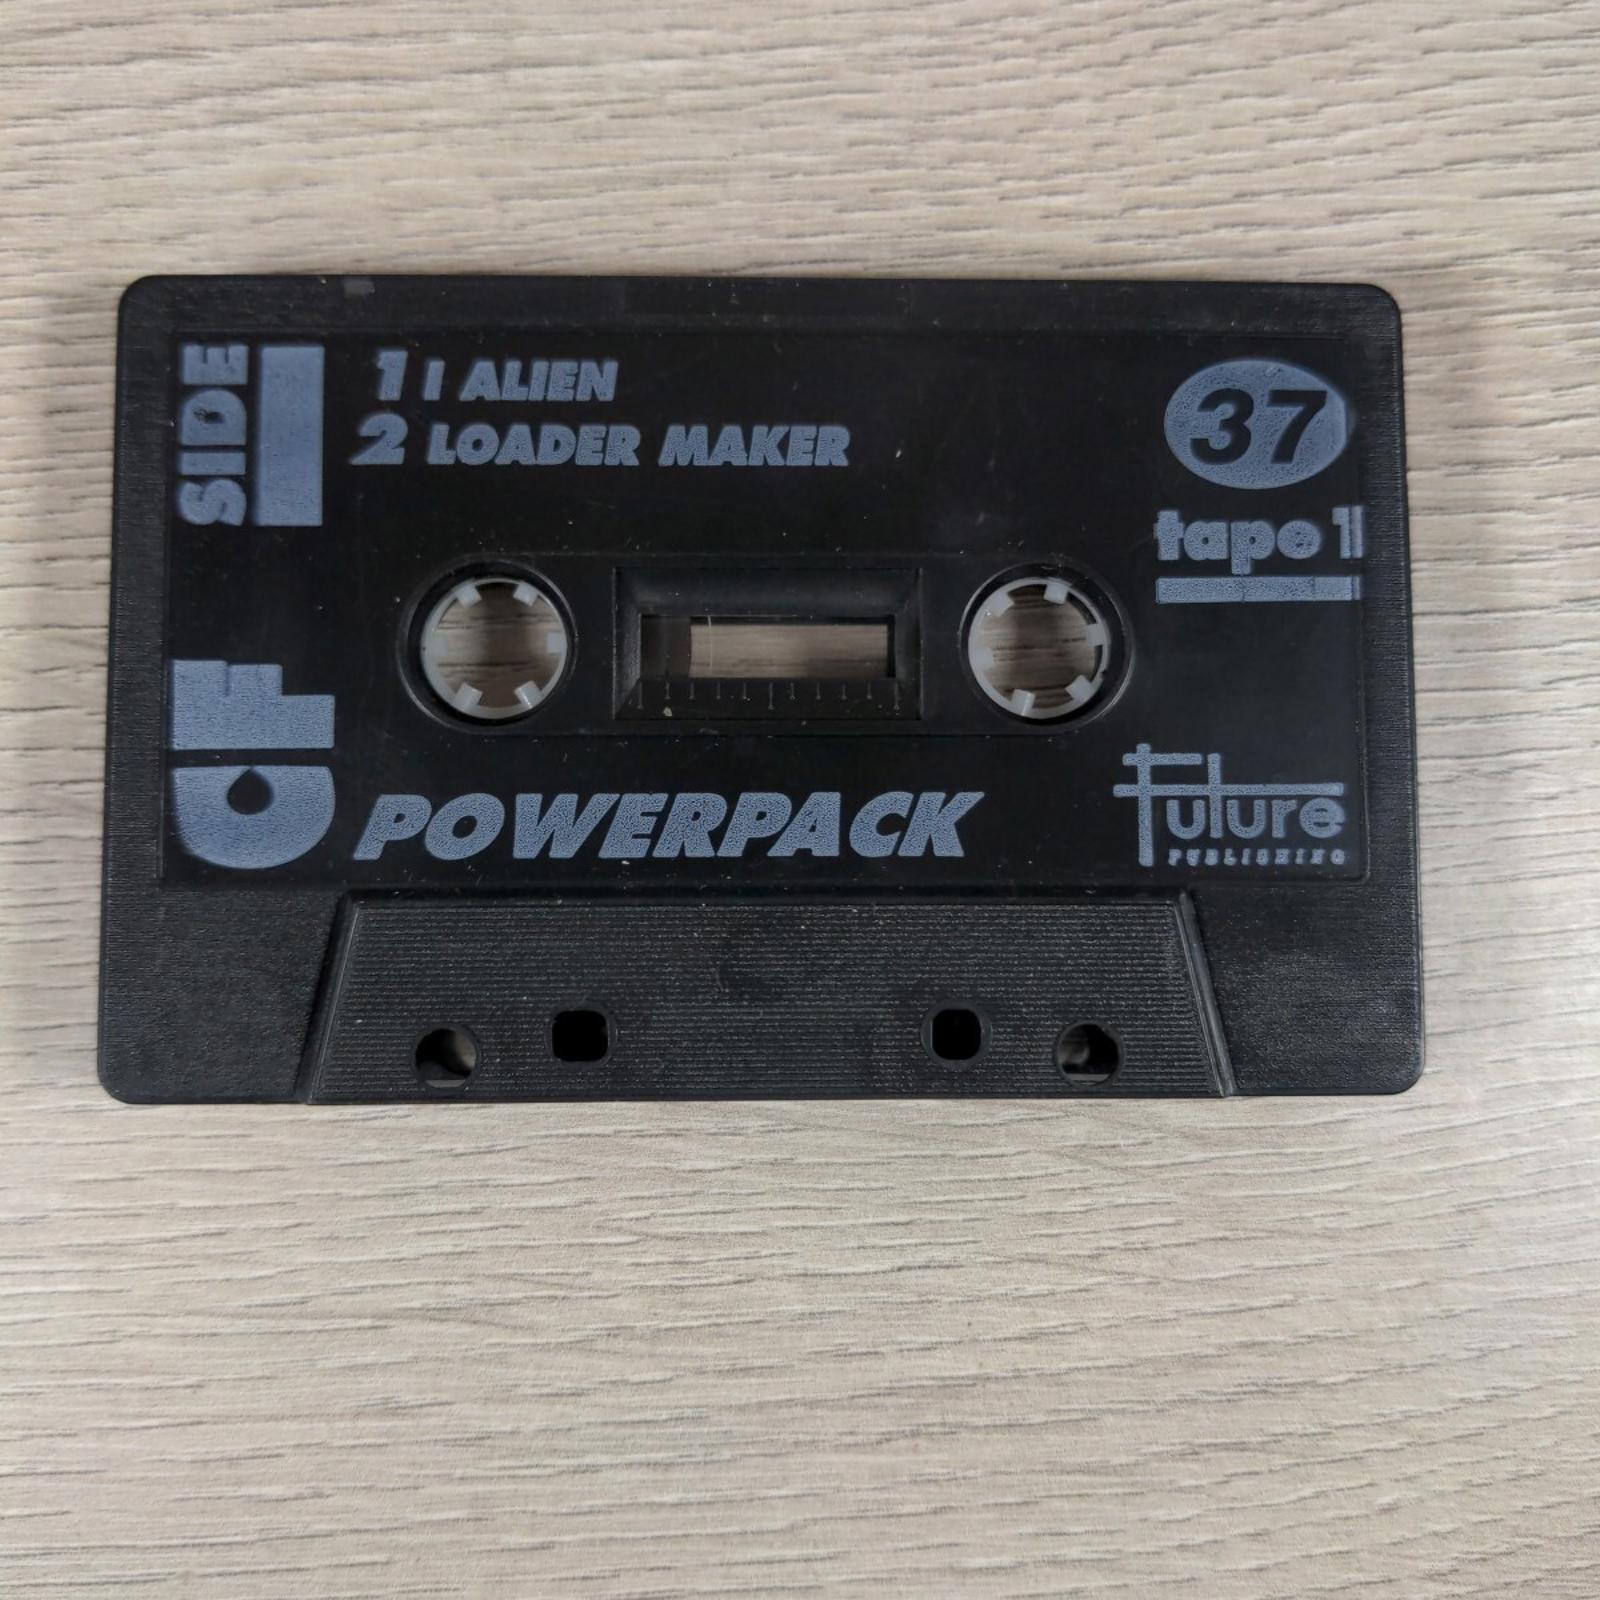 SIDE 1
1 I ALIEN
2 LOADER MAKER
37
tape 1
CF
POWERPACK
Future
PUBLISHING